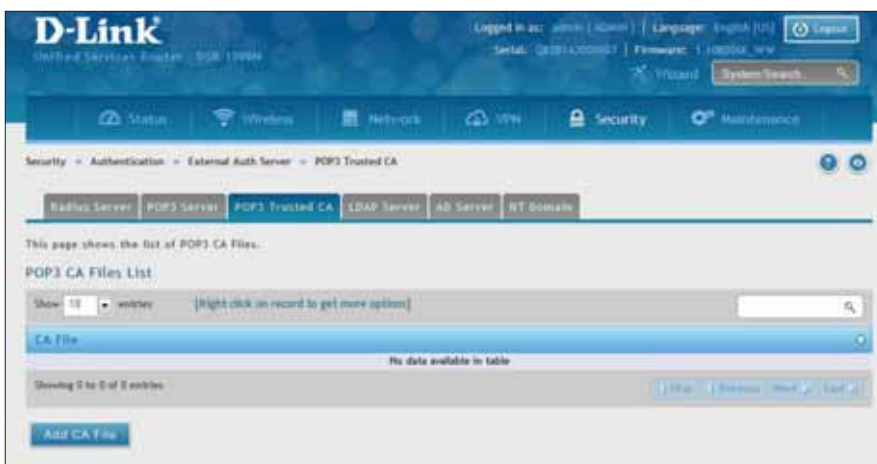 D-Link
Logged in as: admin ( ADMIN ) | Language: English [US] Logout
Unified Services Router - Serial: | Firmware:
Wizard System Search
Status Wireless Network VPN Security Maintenance
Security » Authentication » External Auth Server » POP3 Trusted CA
Radius Server POP3 Server POP3 Trusted CA LDAP Server AD Server NT Domain
This page shows the list of POP3 CA Files.
POP3 CA Files List
Show 10 entries [Right click on record to get more options]
CA File
No data available in table
Showing 0 to 0 of 0 entries First Previous Next Last
Add CA File